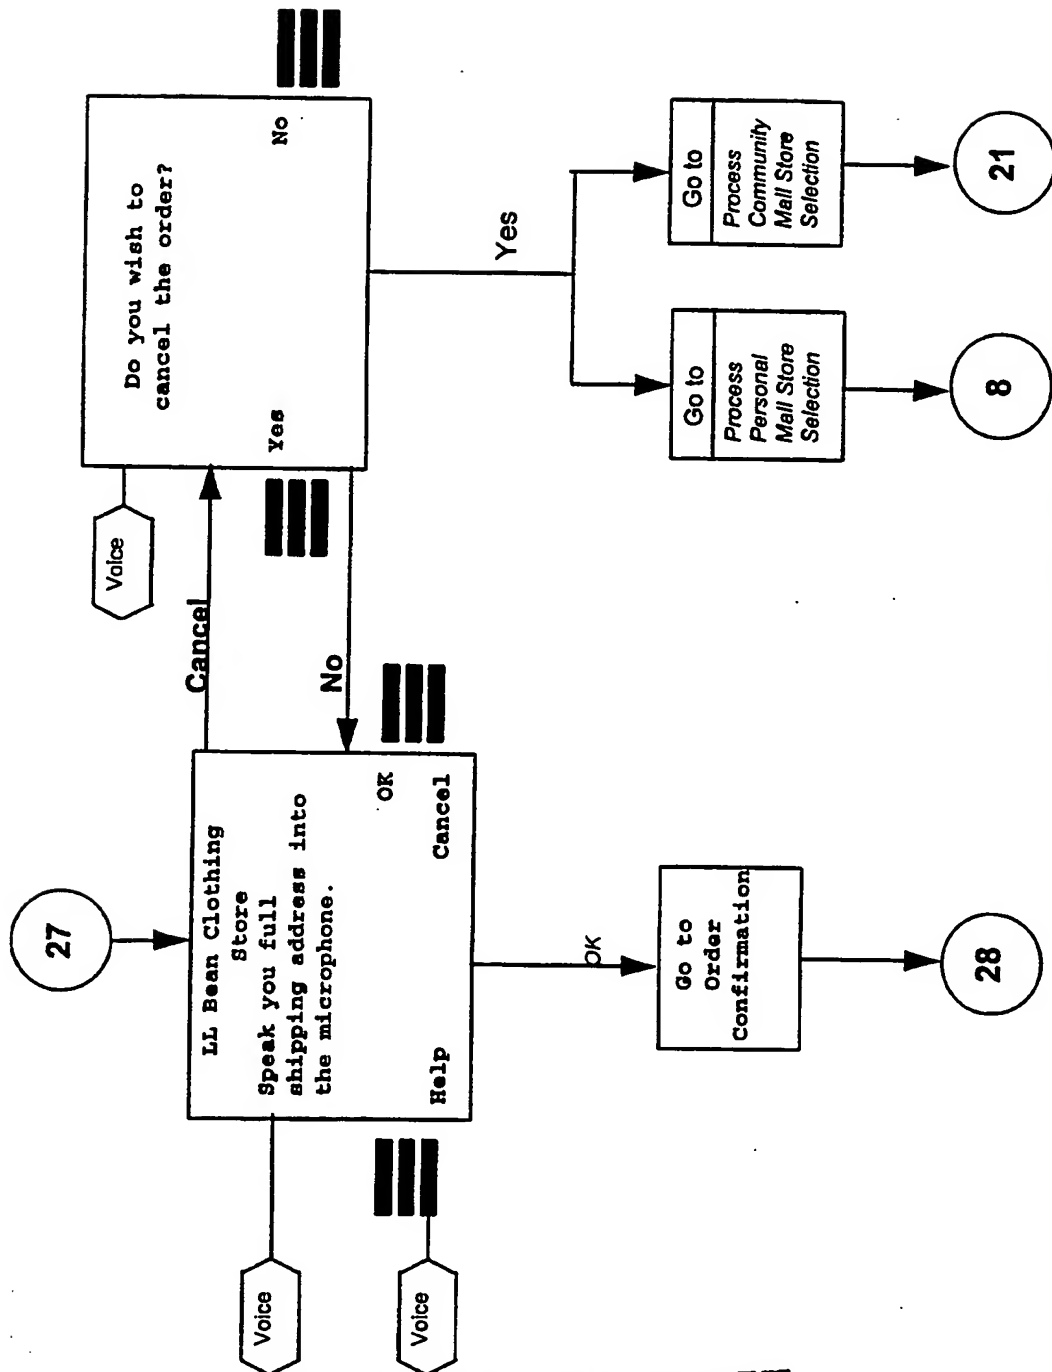 27
LL Bean Clothing
Store
Speak you full
shipping address into
the microphone.
OK
Help
Cancel
Voice
Voice
Cancel
No
Voice
Do you wish to
cancel the order?
Yes
No
OK
Go to
Order
Confirmation
28
Yes
Go to
Process
Personal
Mall Store
Selection
8
Go to
Process
Community
Mall Store
Selection
21